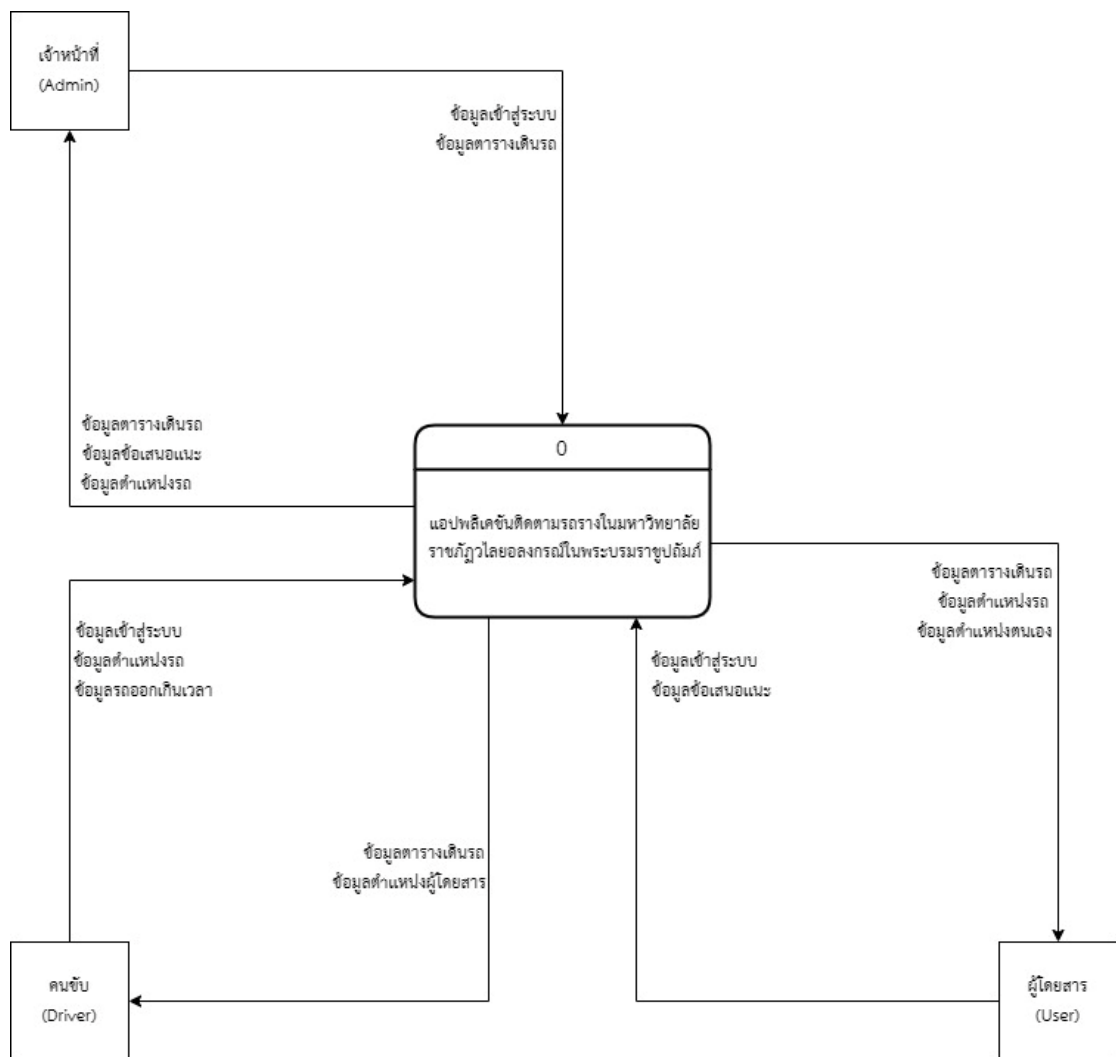 เจ้าหน้าที่
(Admin)
ข้อมูลเข้าสู่ระบบ
ข้อมูลตารางเดินรถ
ข้อมูลตารางเดินรถ
ข้อมูลข้อเสนอแนะ
ข้อมูลตำแหน่งรถ
0
แอปพลิเคชันติดตามรถรางในมหาวิทยาลัย
ราชภัฏวไลยอลงกรณ์ในพระบรมราชูปถัมภ์
ข้อมูลตารางเดินรถ
ข้อมูลตำแหน่งรถ
ข้อมูลตำแหน่งตนเอง
ข้อมูลเข้าสู่ระบบ
ข้อมูลตำแหน่งรถ
ข้อมูลรถออกเกินเวลา
ข้อมูลเข้าสู่ระบบ
ข้อมูลข้อเสนอแนะ
ข้อมูลตารางเดินรถ
ข้อมูลตำแหน่งผู้โดยสาร
คนขับ
(Driver)
ผู้โดยสาร
(User)